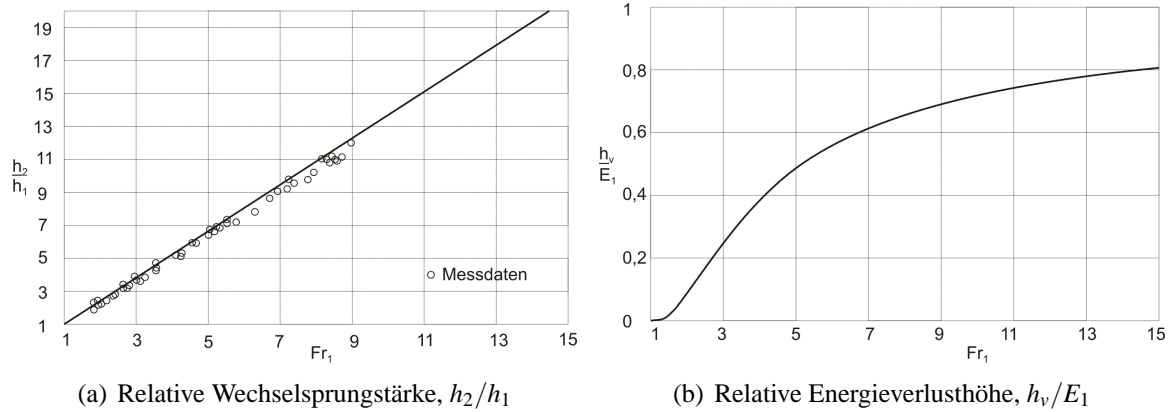 19
17
15
13
11
9
7
5
3
1
h₂
h₁
Messdaten
1 3 5 7 9 11 13 15
Fr₁
(a) Relative Wechselsprungstärke, h₂/h₁
1
0,8
0,6
0,4
0,2
0
hᵥ
E₁
1 3 5 7 9 11 13 15
Fr₁
(b) Relative Energieverlusthöhe, hᵥ/E₁